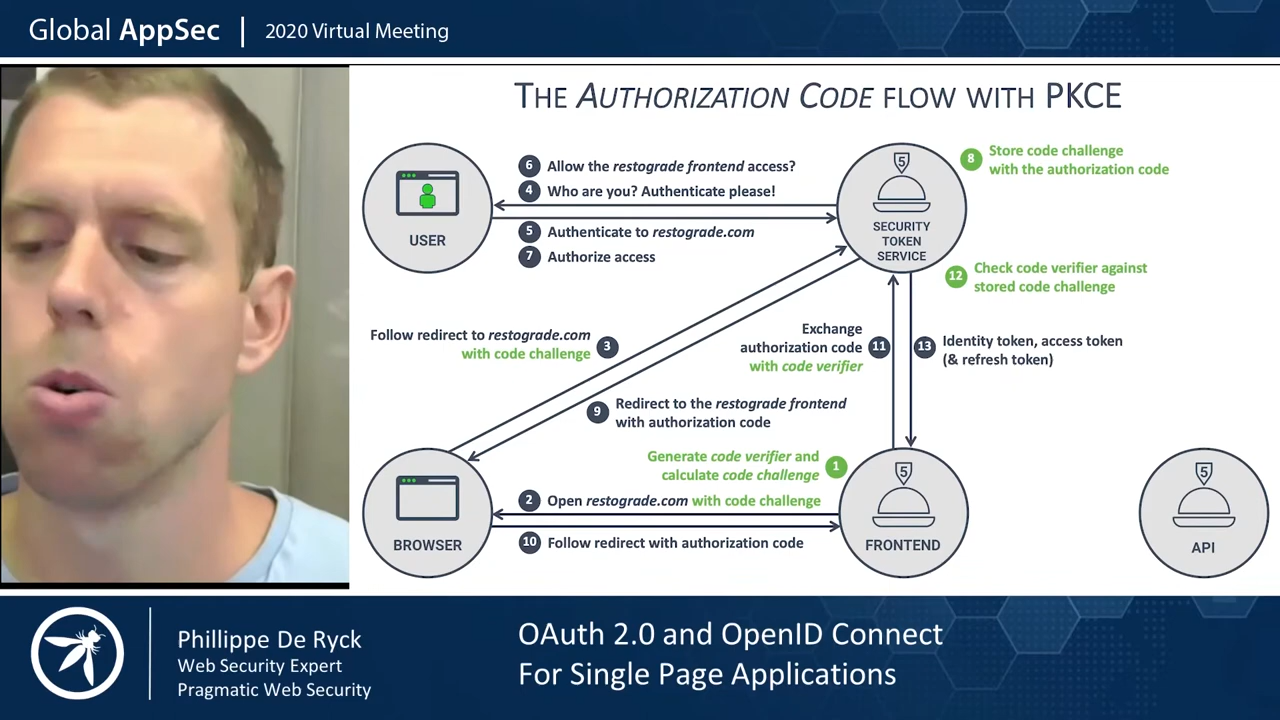 Global AppSec | 2020 Virtual Meeting
THE AUTHORIZATION CODE FLOW WITH PKCE
6 Allow the restograde frontend access?
4 Who are you? Authenticate please!
5 Authenticate to restograde.com
7 Authorize access
USER
5
SECURITY
TOKEN
SERVICE
8 Store code challenge
with the authorization code
12 Check code verifier against
stored code challenge
Follow redirect to restograde.com
with code challenge 3
Exchange
authorization code
with code verifier
11
13 Identity token, access token
(& refresh token)
9 Redirect to the restograde frontend
with authorization code
Generate code verifier and
calculate code challenge
1
2 Open restograde.com with code challenge
10 Follow redirect with authorization code
BROWSER
5
FRONTEND
5
API
Phillippe De Ryck
Web Security Expert
Pragmatic Web Security
OAuth 2.0 and OpenID Connect
For Single Page Applications